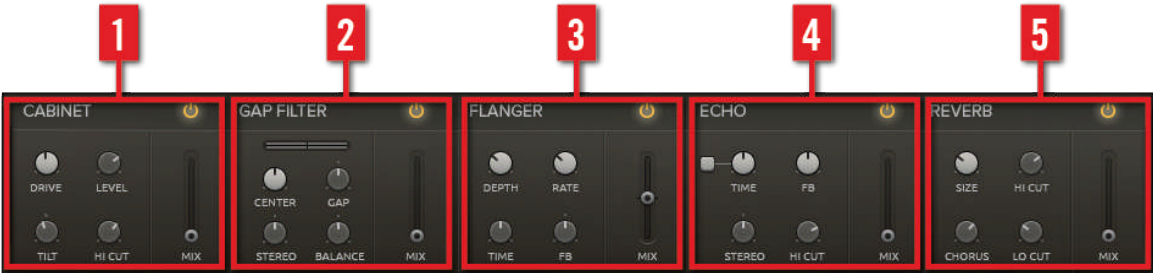 1 2 3 4 5
CABINET GAP FILTER FLANGER ECHO REVERB
DRIVE LEVEL CENTER GAP DEPTH RATE TIME FB SIZE HI CUT
TILT HI CUT MIX STEREO BALANCE MIX TIME FB MIX STEREO HI CUT MIX CHORUS LO CUT MIX